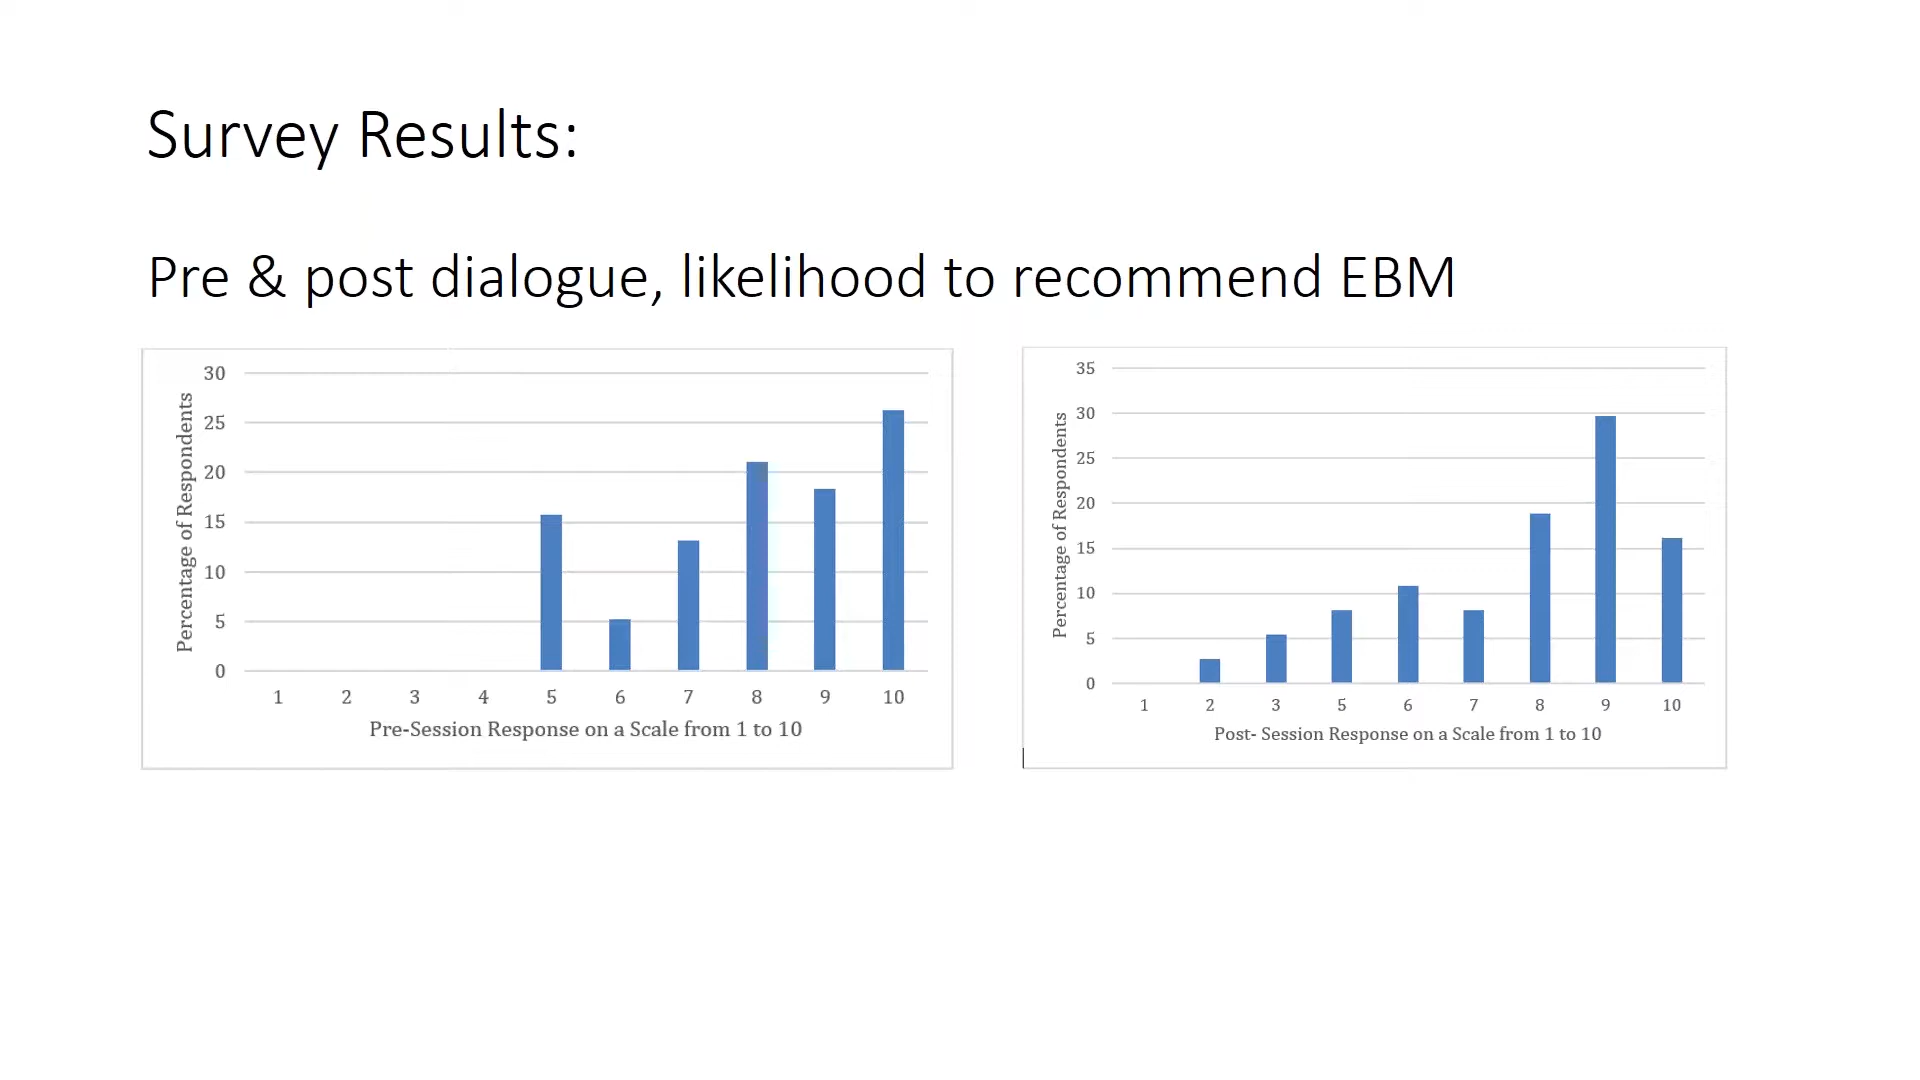 Survey Results:
Pre & post dialogue, likelihood to recommend EBM
Percentage of Respondents
30
25
20
15
10
5
0
1 2 3 4 5 6 7 8 9 10
Pre-Session Response on a Scale from 1 to 10
Percentage of Respondents
35
30
25
20
15
10
5
0
1 2 3 5 6 7 8 9 10
Post- Session Response on a Scale from 1 to 10